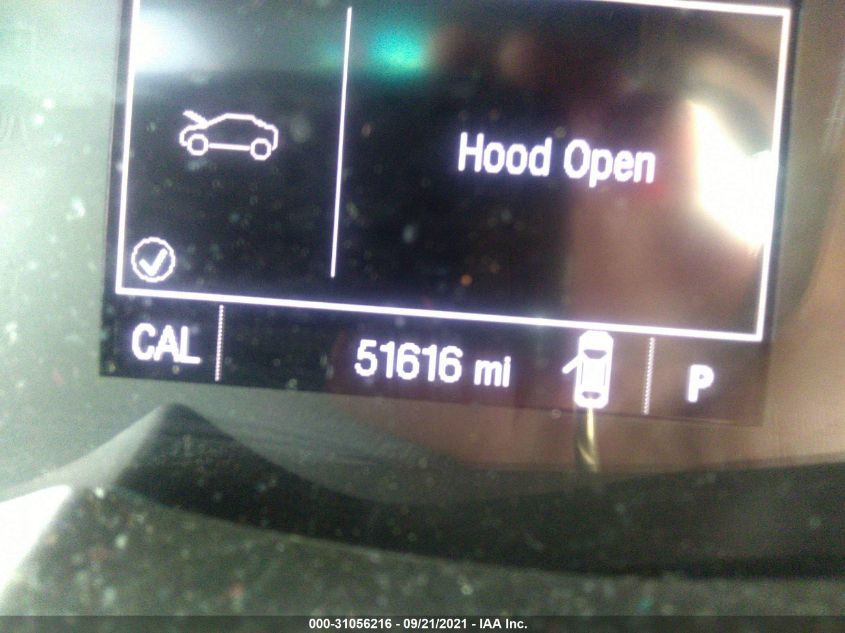 Hood Open
CAL 51616 mi P
000-31056216 - 09/21/2021 - IAA Inc.